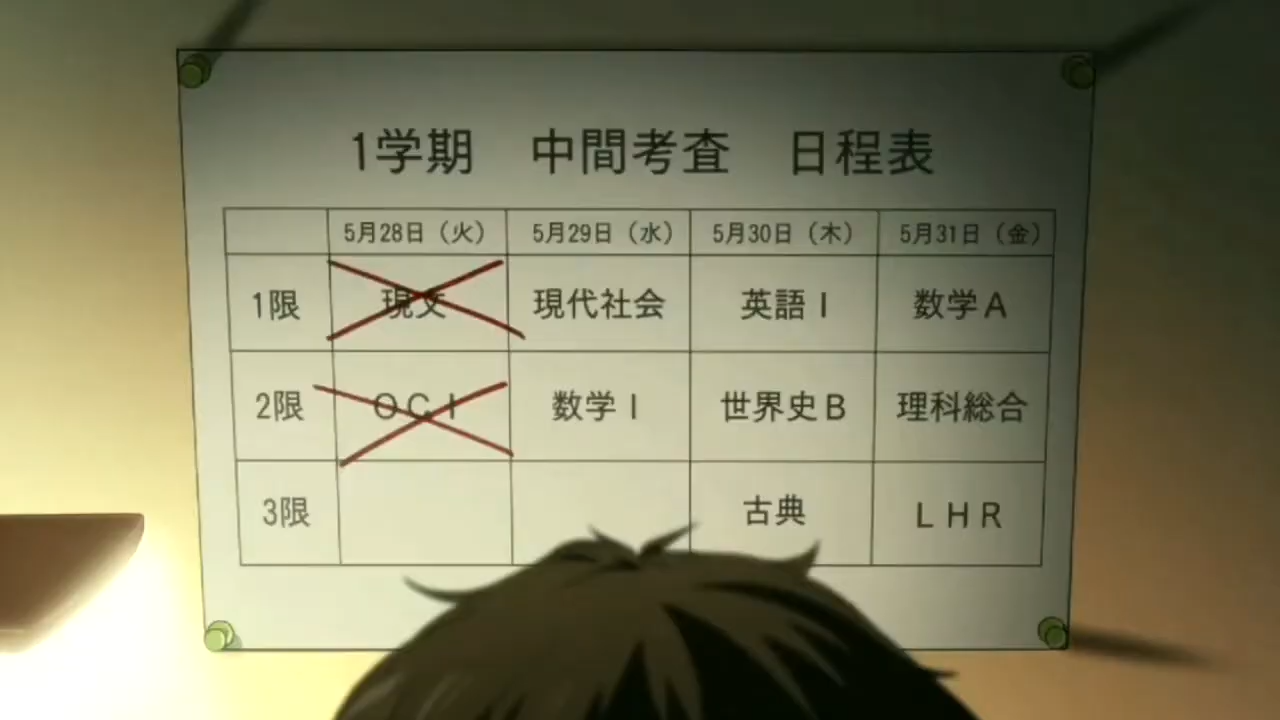 1学期 中間考査 日程表
5月28日(火) 5月29日(水) 5月30日(木) 5月31日(金)
1限 現文 現代社会 英語Ⅰ 数学A
2限 OCⅠ 数学Ⅰ 世界史B 理科総合
3限 古典 LHR